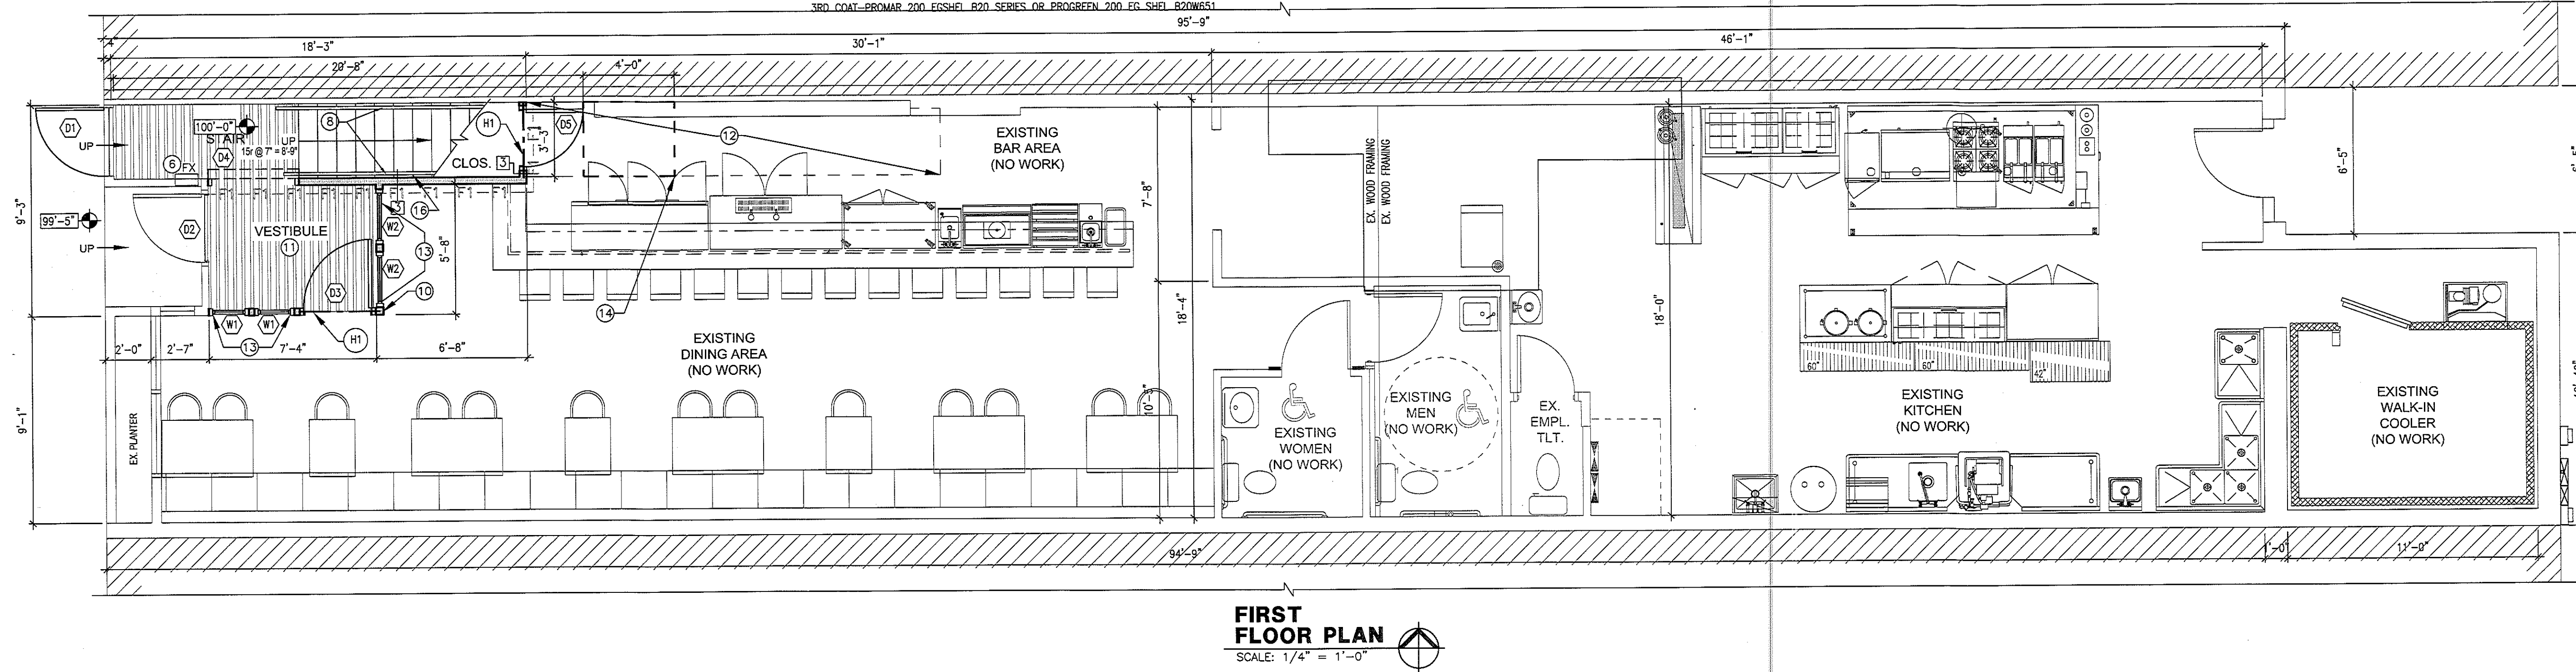 3RD COAT-PROMAR 200 EGSHEL B20 SERIES OR PROGREEN 200 EG SHEL B20W651
95'-9"
4"
18'-3"
30'-1"
46'-1"
20'-8"
4'-0"
D1
100'-0"
STAIR
UP
D4
15r @ 7" = 8'-9"
UP
8
6
FX
H1
3'-3"
D5
CLOS.
3
12
EXISTING
BAR AREA
(NO WORK)
EX. WOOD FRAMING
EX. WOOD FRAMING
7'-8"
6'-5"
9'-3"
99'-5"
UP
D2
VESTIBULE
11
3
16
W2
13
W2
5'-8"
10
D3
W1
W1
13
H1
14
18'-4"
18'-0"
2'-0"
2'-7"
7'-4"
6'-8"
EXISTING
DINING AREA
(NO WORK)
9'-1"
EX. PLANTER
10'-5"
EXISTING
WOMEN
(NO WORK)
EXISTING
MEN
(NO WORK)
EX.
EMPL.
TLT.
60"
60"
42"
EXISTING
KITCHEN
(NO WORK)
EXISTING
WALK-IN
COOLER
(NO WORK)
94'-9"
1'-0"
11'-0"
FIRST
FLOOR PLAN
SCALE: 1/4" = 1'-0"